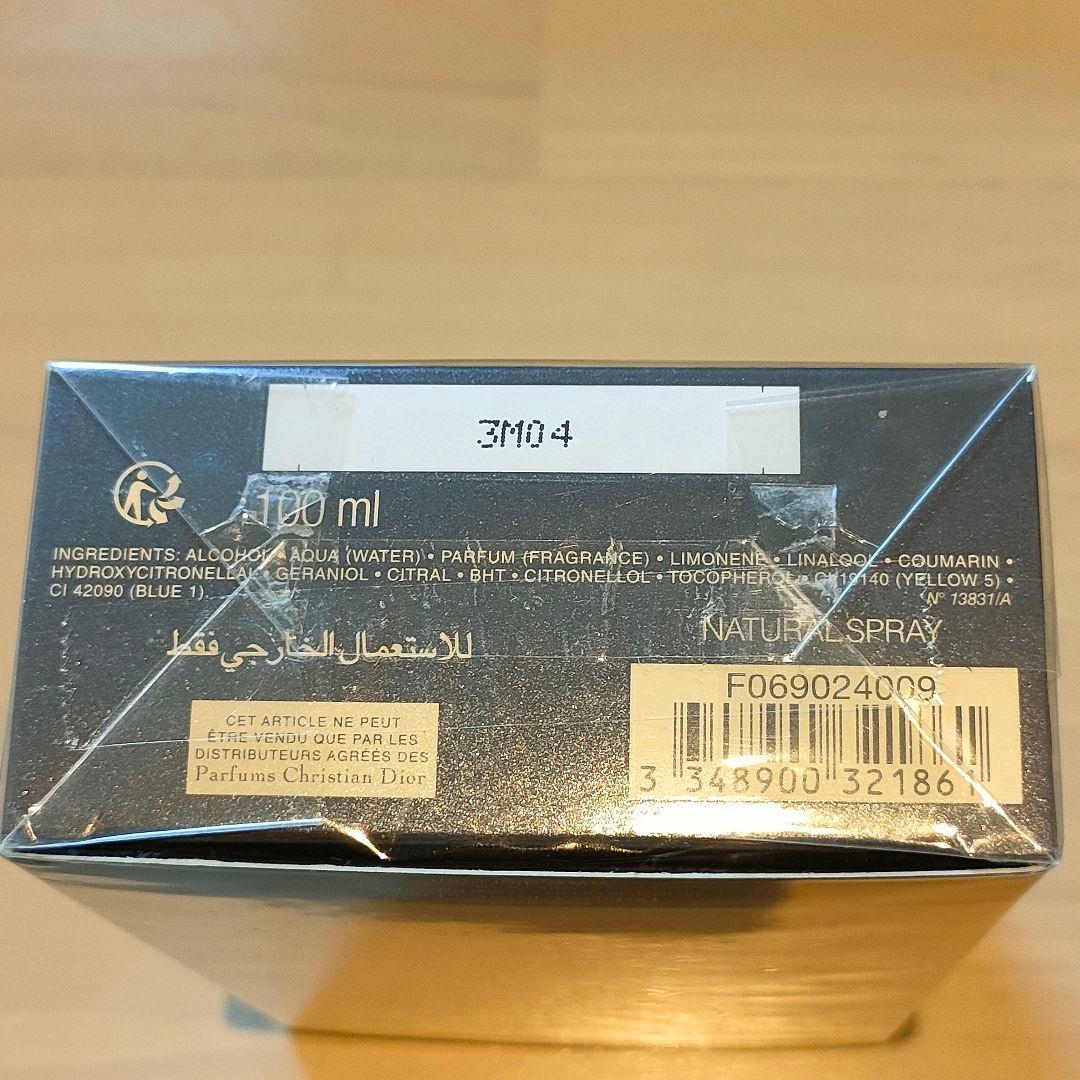 3M04
100 ml
INGREDIENTS: ALCOHOL • AQUA (WATER) • PARFUM (FRAGRANCE) • LIMONENE • LINALOOL • COUMARIN •
HYDROXYCITRONELLAL • GERANIOL • CITRAL • BHT • CITRONELLOL • TOCOPHEROL • CI 19140 (YELLOW 5) •
CI 42090 (BLUE 1)
N° 13831/A
للاستعمال الخارجي فقط
NATURAL SPRAY
F069024009
3 348900 321861
CET ARTICLE NE PEUT
ÊTRE VENDU QUE PAR LES
DISTRIBUTEURS AGRÉÉS DES
Parfums Christian Dior